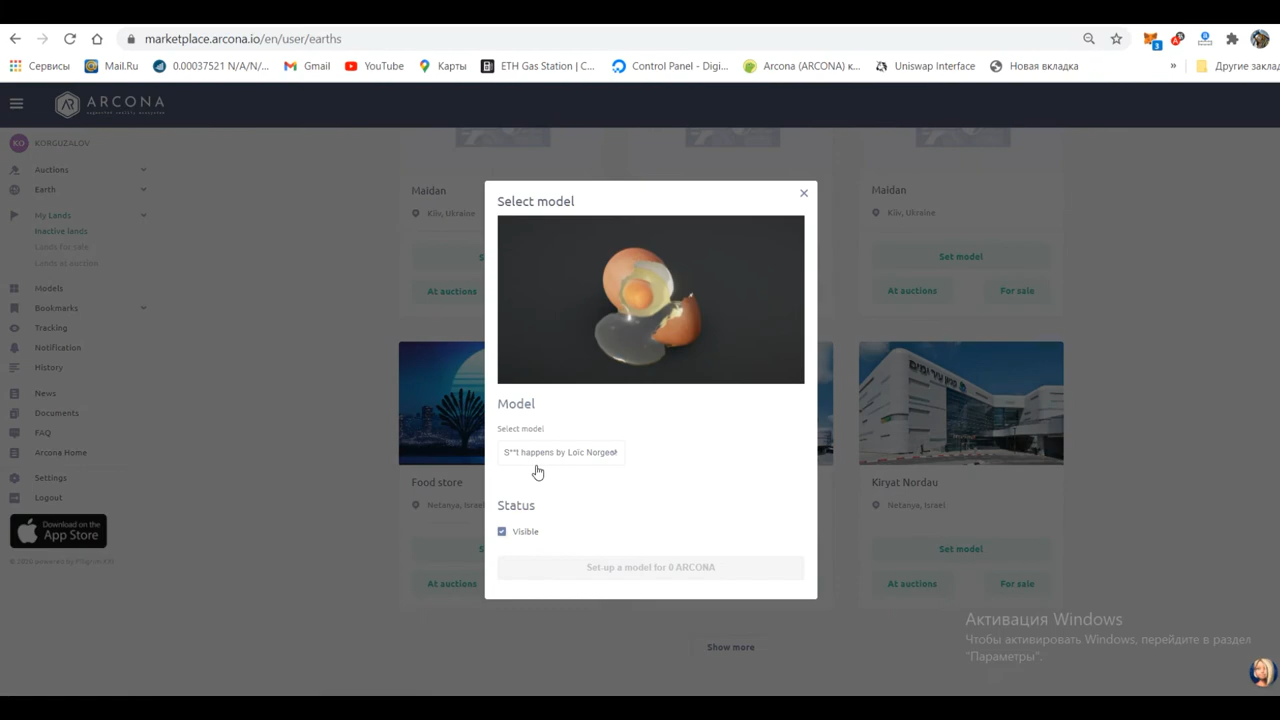 marketplace.arcona.io/en/user/earths
3
Сервисы
Mail.Ru
0.00037521 N/A/N/...
Gmail
YouTube
Карты
ETH Gas Station | C...
Control Panel - Digi...
Arcona (ARCONA) к...
Uniswap Interface
Новая вкладка
»
Другие заклад
ARCONA
KO
KORGUZALOV
Auctions
Earth
My Lands
Inactive lands
Lands for sale
Lands at auction
Models
Bookmarks
Tracking
Notification
History
News
Documents
FAQ
Arcona Home
Settings
Logout
Download on the
App Store
Maidan
Kiiv, Ukraine
At auctions
Maidan
Kiiv, Ukraine
Set model
At auctions
For sale
Select model
Model
Select model
S**t happens by Loïc Norgeot
Status
Visible
Set-up a model for 0 ARCONA
Food store
Netanya, Israel
At auctions
Kiryat Nordau
Netanya, Israel
Set model
At auctions
For sale
Show more
Активация Windows
Чтобы активировать Windows, перейдите в раздел
"Параметры".